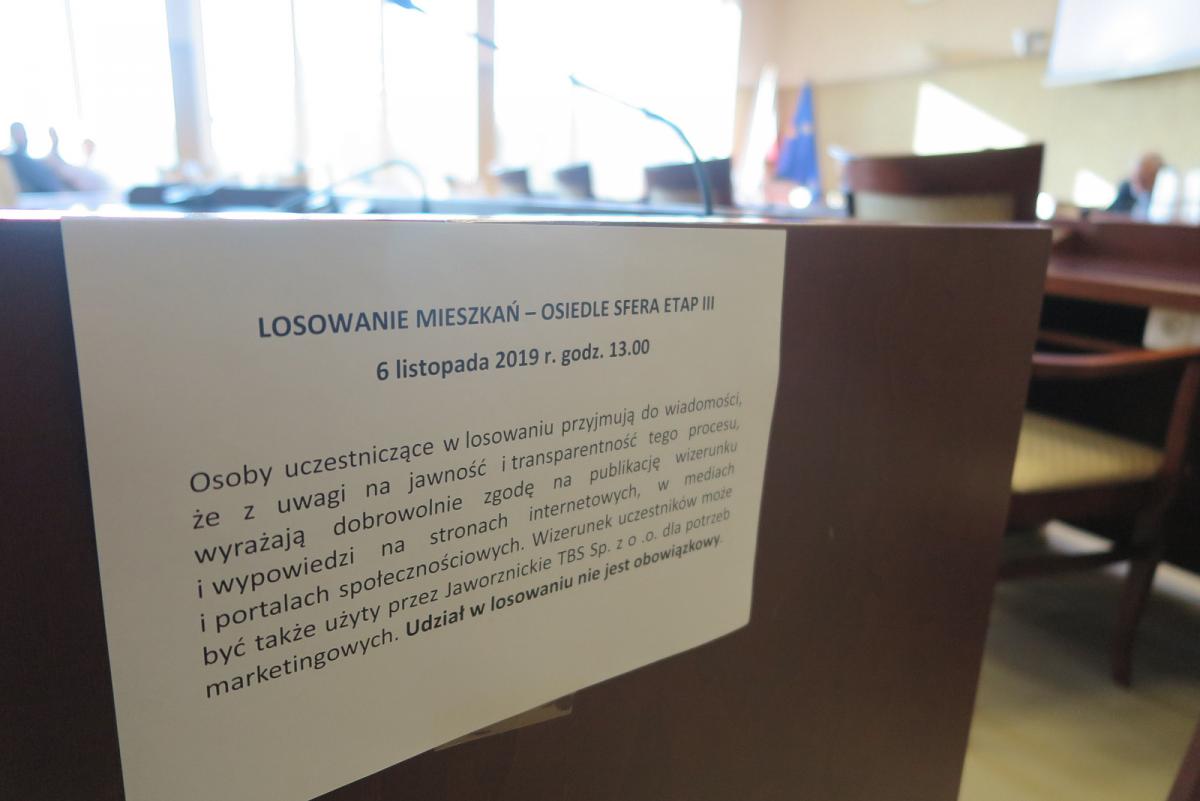 LOSOWANIE MIESZKAŃ – OSIEDLE SFERA ETAP III
6 listopada 2019 r. godz. 13.00
Osoby uczestniczące w losowaniu przyjmują do wiadomości,
że z uwagi na jawność i transparentność tego procesu,
wyrażają dobrowolnie zgodę na publikację wizerunku
i wypowiedzi na stronach internetowych, w mediach
i portalach społecznościowych. Wizerunek uczestników może
być także użyty przez Jaworznickie TBS Sp. z o .o. dla potrzeb
marketingowych. Udział w losowaniu nie jest obowiązkowy.